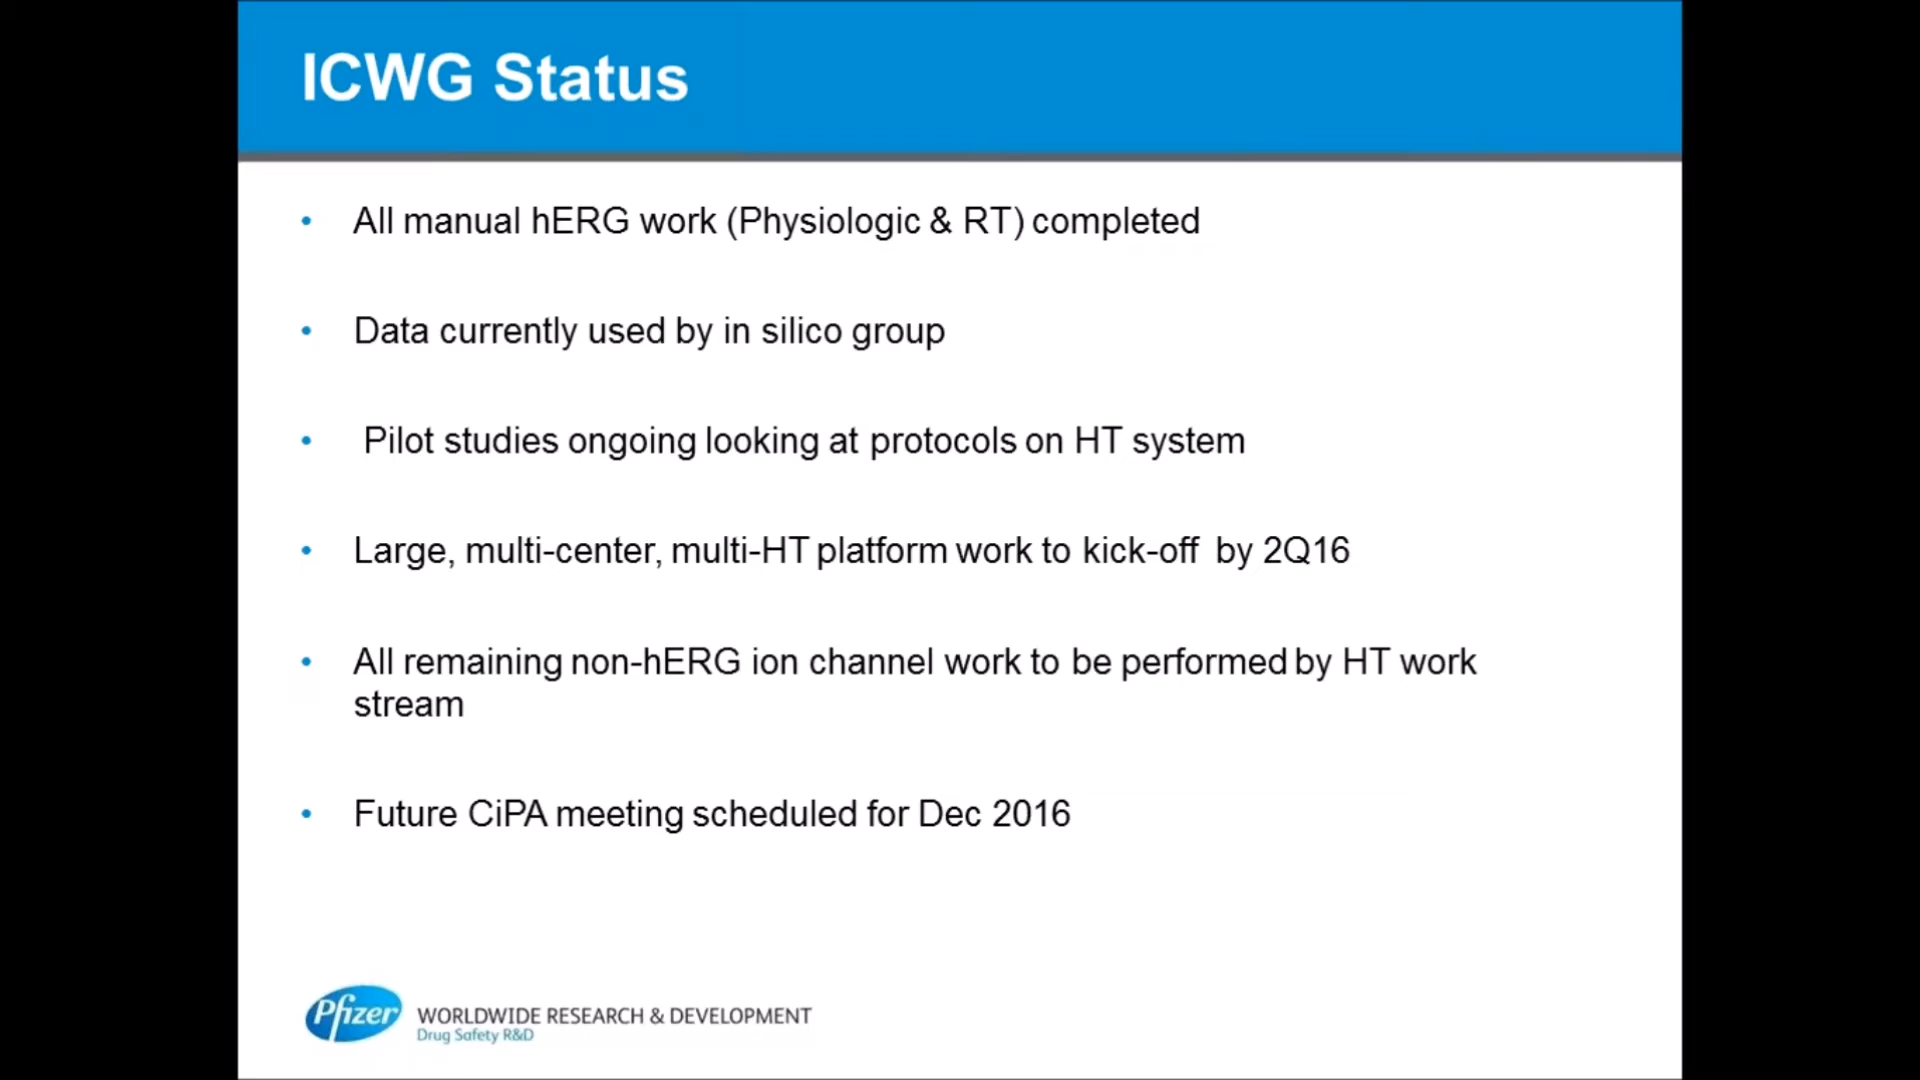 ICWG Status
• All manual hERG work (Physiologic & RT) completed
• Data currently used by in silico group
• Pilot studies ongoing looking at protocols on HT system
• Large, multi-center, multi-HT platform work to kick-off by 2Q16
• All remaining non-hERG ion channel work to be performed by HT work
stream
• Future CiPA meeting scheduled for Dec 2016
Pfizer
WORLDWIDE RESEARCH & DEVELOPMENT
Drug Safety R&D